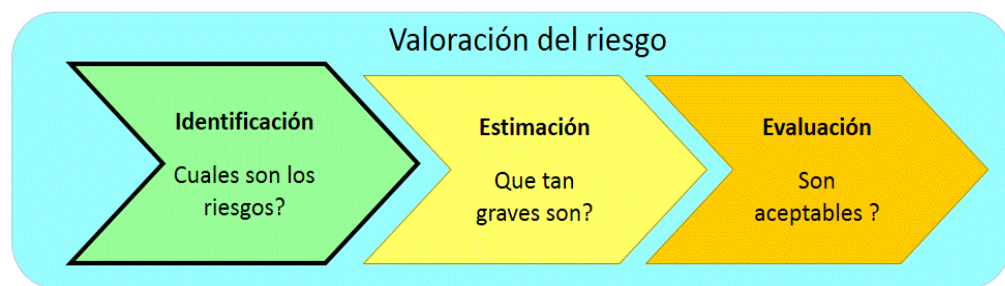 Valoración del riesgo
Identificación
Cuales son los
riesgos?
Estimación
Que tan
graves son?
Evaluación
Son
aceptables ?